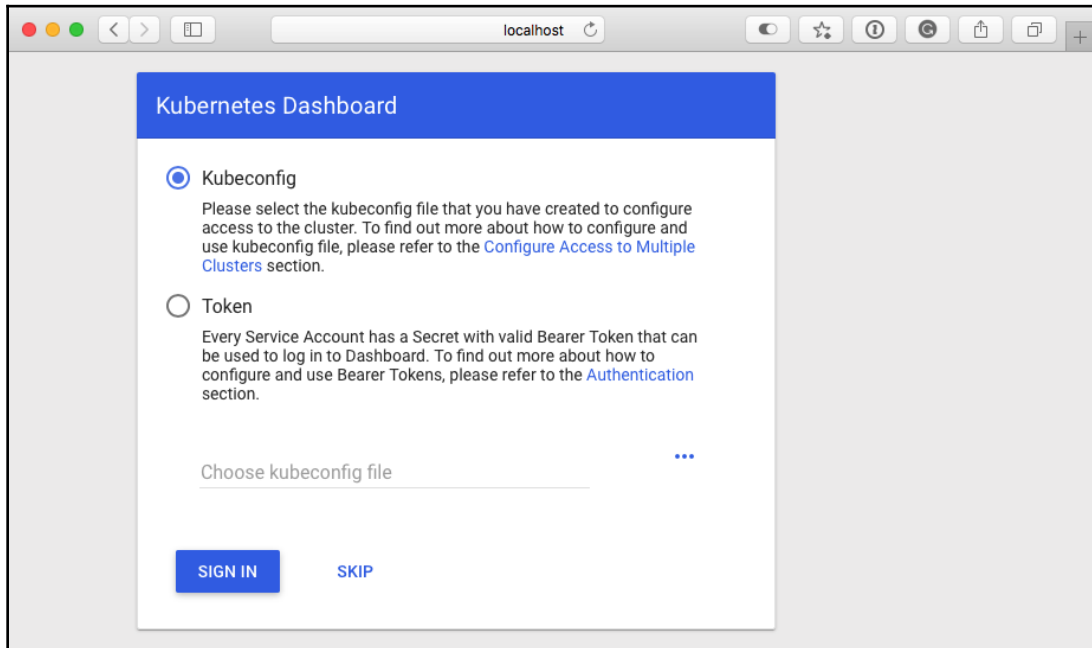 localhost
Kubernetes Dashboard
Kubeconfig
Please select the kubeconfig file that you have created to configure
access to the cluster. To find out more about how to configure and
use kubeconfig file, please refer to the Configure Access to Multiple
Clusters section.
Token
Every Service Account has a Secret with valid Bearer Token that can
be used to log in to Dashboard. To find out more about how to
configure and use Bearer Tokens, please refer to the Authentication
section.
Choose kubeconfig file
SIGN IN SKIP